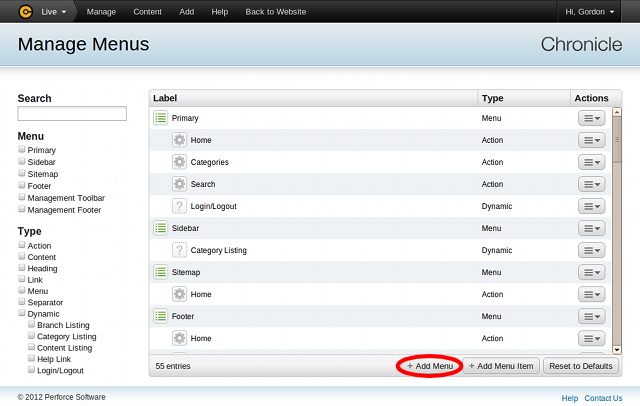 Live Manage Content Add Help Back to Website Hi, Gordon
Manage Menus
Chronicle
Search
Menu
Primary
Sidebar
Sitemap
Footer
Management Toolbar
Management Footer
Type
Action
Content
Heading
Link
Menu
Separator
Dynamic
Branch Listing
Category Listing
Content Listing
Help Link
Login/Logout
Label Type Actions
Primary Menu
Home Action
Categories Action
Search Action
? Login/Logout Dynamic
Sidebar Menu
? Category Listing Dynamic
Sitemap Menu
Home Action
Footer Menu
Home Action
55 entries + Add Menu + Add Menu Item Reset to Defaults
© 2012 Perforce Software Help Contact Us